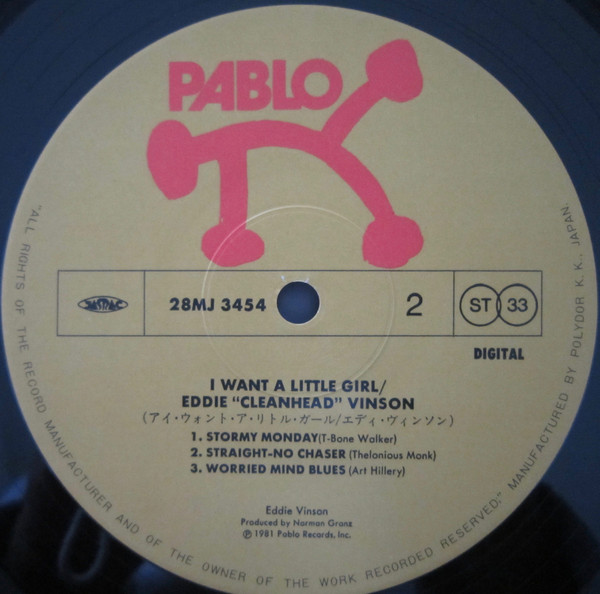 PABLO
JASRAC
28MJ 3454
2
ST 33
DIGITAL
I WANT A LITTLE GIRL/
EDDIE "CLEANHEAD" VINSON
(アイ・ウォント・ア・リトル・ガール/エディ・ヴィンソン)
1. STORMY MONDAY(T-Bone Walker)
2. STRAIGHT-NO CHASER (Thelonious Monk)
3. WORRIED MIND BLUES (Art Hillery)
Eddie Vinson
Produced by Norman Granz
℗ 1981 Pablo Records, Inc.
"ALL RIGHTS OF THE RECORD MANUFACTURER AND OF THE OWNER OF THE WORK RECORDED RESERVED." MANUFACTURED BY POLYDOR K. K., JAPAN.